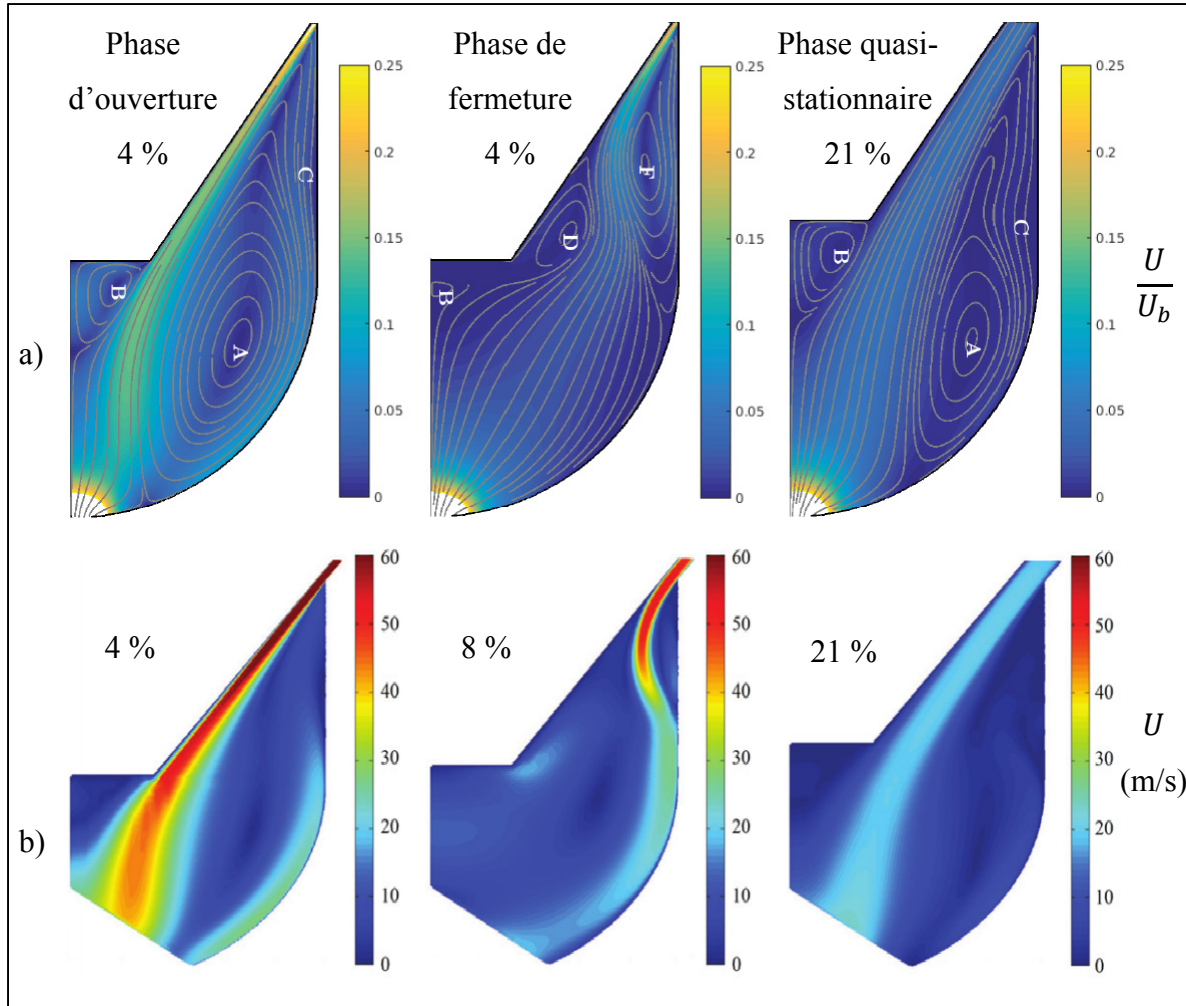 Phase
d'ouverture
4 %
Phase de
fermeture
4 %
Phase quasi-
stationnaire
21 %
0.25
0.2
0.15
0.1
0.05
0
0.25
0.2
0.15
0.1
0.05
0
0.25
0.2
0.15
0.1
0.05
0
C
B
A
F
D
B
C
B
A
U
U_b
a)
4 %
8 %
21 %
60
50
40
30
20
10
0
60
50
40
30
20
10
0
60
50
40
30
20
10
0
U
(m/s)
b)